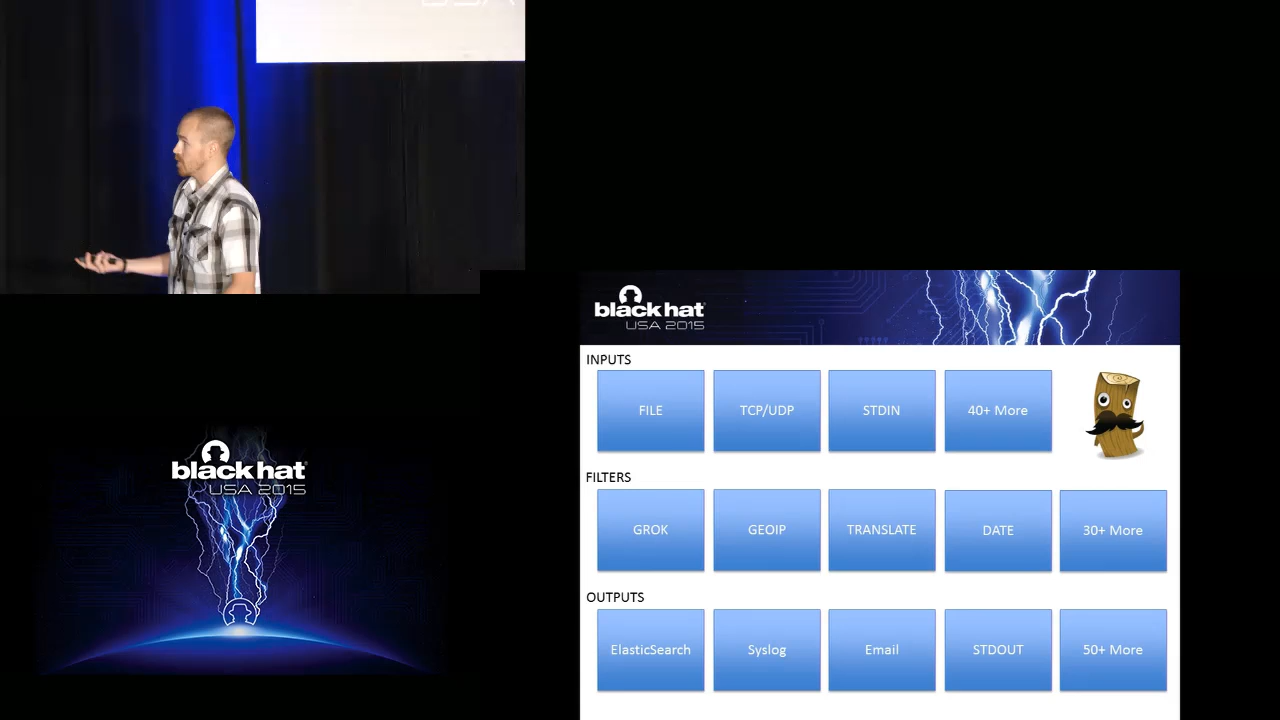 black hat
USA 2015
INPUTS
FILE
TCP/UDP
STDIN
40+ More
FILTERS
GROK
GEOIP
TRANSLATE
DATE
30+ More
OUTPUTS
ElasticSearch
Syslog
Email
STDOUT
50+ More
black hat
USA 2015